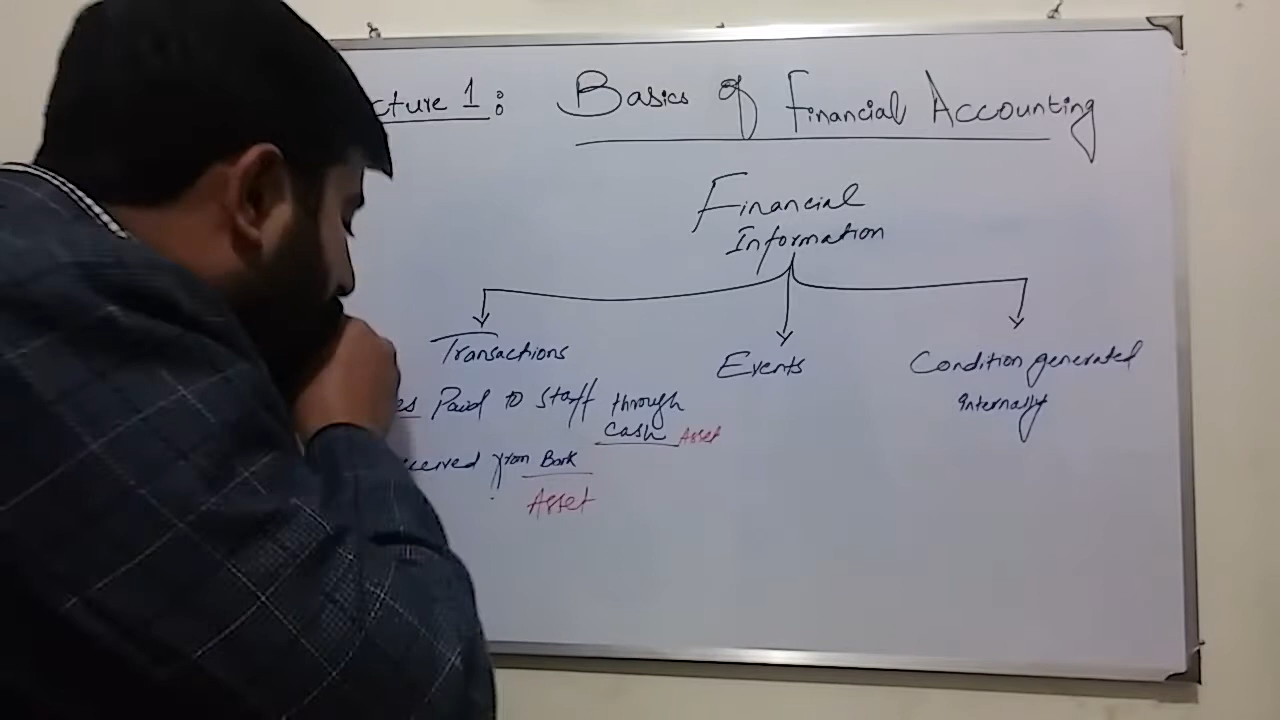 cture 1: Basics of Financial Accounting
Financial
Information
Transactions
Events
Condition generated
Internally
es Paid to Staff through
Cash Asset
ceived from Bank
Asset